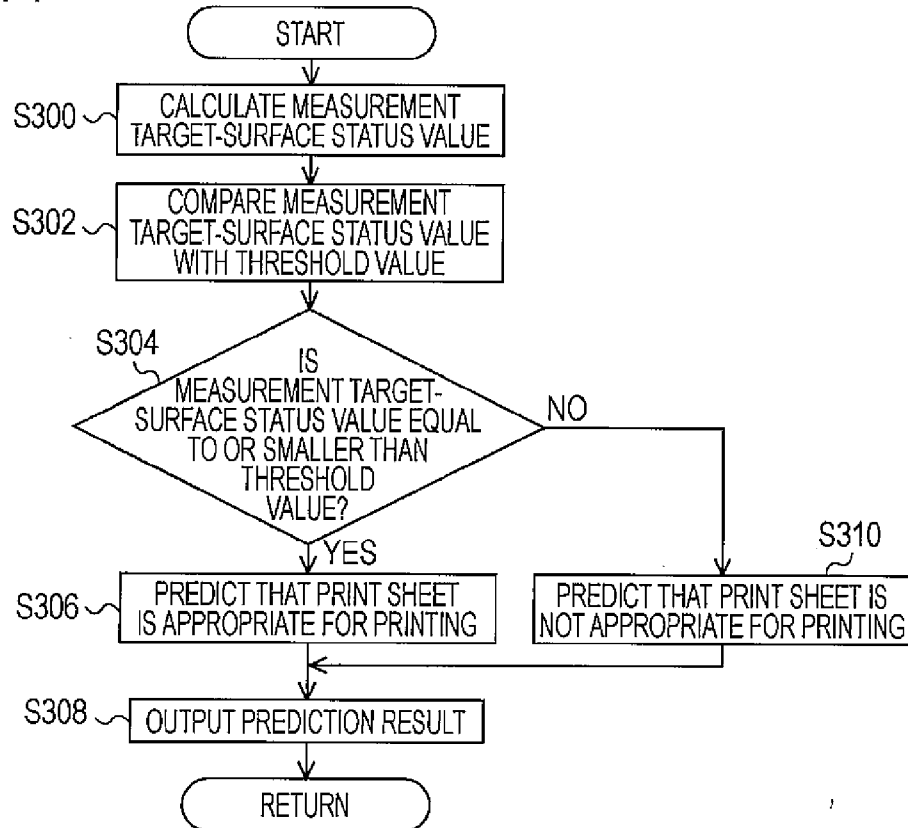 START
S300
CALCULATE MEASUREMENT
TARGET-SURFACE STATUS VALUE
S302
COMPARE MEASUREMENT
TARGET-SURFACE STATUS VALUE
WITH THRESHOLD VALUE
S304
IS
MEASUREMENT TARGET-
SURFACE STATUS VALUE EQUAL
TO OR SMALLER THAN
THRESHOLD
VALUE?
NO
YES
S306
PREDICT THAT PRINT SHEET
IS APPROPRIATE FOR PRINTING
S310
PREDICT THAT PRINT SHEET IS
NOT APPROPRIATE FOR PRINTING
S308
OUTPUT PREDICTION RESULT
RETURN